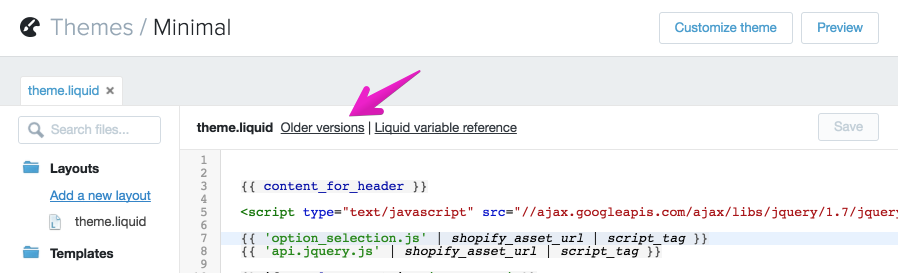 Themes / Minimal
Customize theme
Preview
theme.liquid ×
Search files...
theme.liquid Older versions | Liquid variable reference
Save
Layouts
Add a new layout
theme.liquid
Templates
1
2
3 {{ content_for_header }}
4
5 <script type="text/javascript" src="//ajax.googleapis.com/ajax/libs/jquery/1.7/jquery
6
7 {{ 'option_selection.js' | shopify_asset_url | script_tag }}
8 {{ 'api.jquery.js' | shopify_asset_url | script_tag }}
9